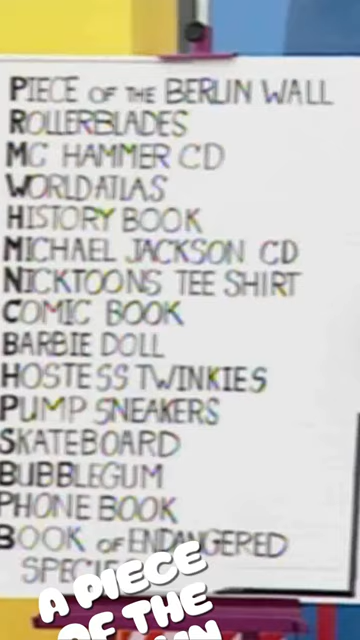 PIECE OF THE BERLIN WALL
ROLLERBLADES
MC HAMMER CD
WORLD ATLAS
HISTORY BOOK
MICHAEL JACKSON CD
NICKTOONS TEE SHIRT
COMIC BOOK
BARBIE DOLL
HOSTESS TWINKIES
PUMP SNEAKERS
SKATEBOARD
BUBBLEGUM
PHONE BOOK
BOOK OF ENDANGERED
A PIECE
OF THE